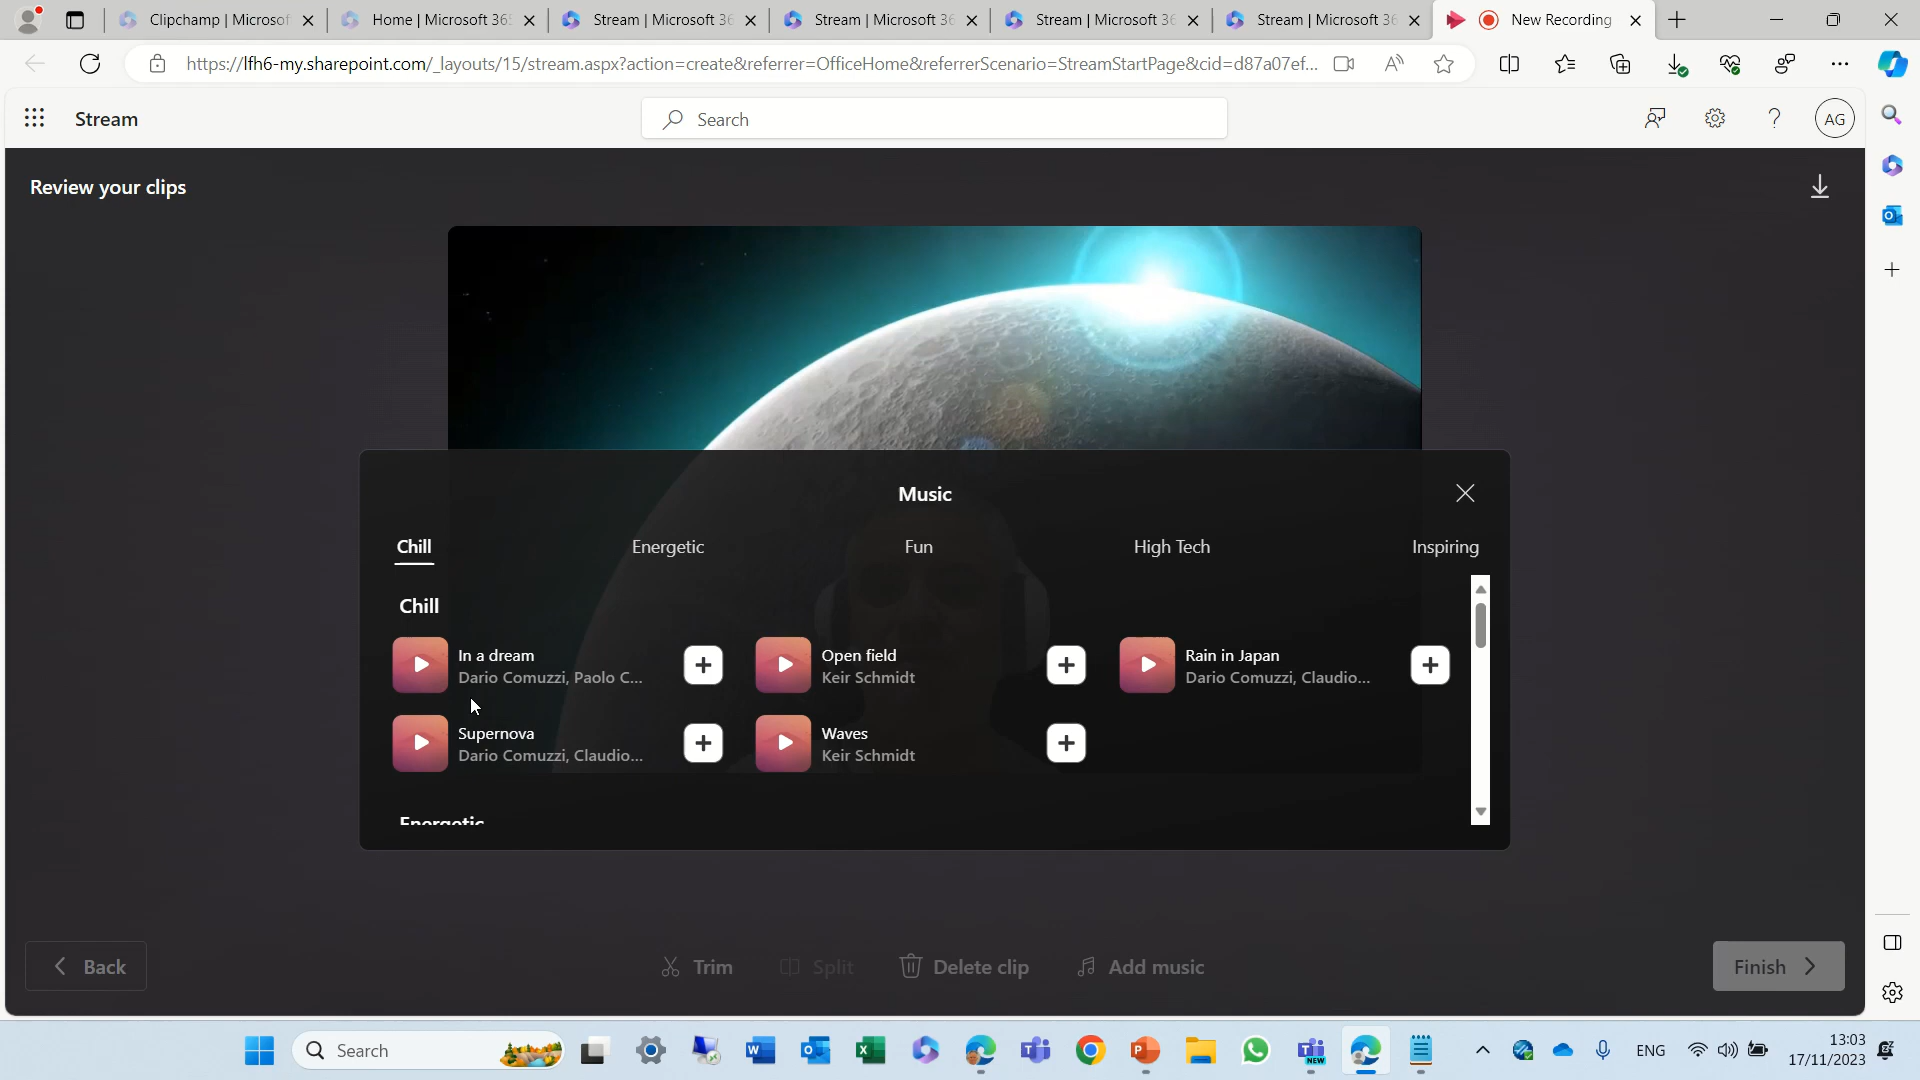 Clipchamp | Microsof
Home | Microsoft 365
Stream | Microsoft 36
Stream | Microsoft 36
Stream | Microsoft 36
Stream | Microsoft 36
New Recording
https://lfh6-my.sharepoint.com/_layouts/15/stream.aspx?action=create&referrer=OfficeHome&referrerScenario=StreamStartPage&cid=d87a07ef...
Stream
Search
AG
Review your clips
Music
Chill
Energetic
Fun
High Tech
Inspiring
Chill
In a dream
Dario Comuzzi, Paolo C...
Open field
Keir Schmidt
Rain in Japan
Dario Comuzzi, Claudio...
Supernova
Dario Comuzzi, Claudio...
Waves
Keir Schmidt
Energetic
Back
Trim
Split
Delete clip
Add music
Finish
Search
NEW
ENG
13:03
17/11/2023